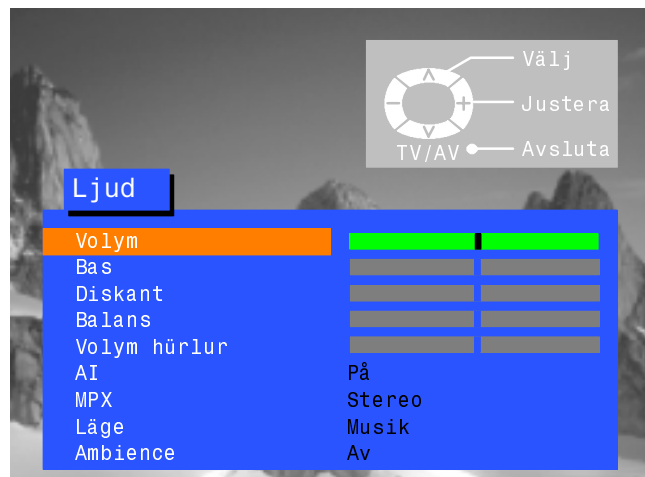 Välj
Justera
TV/AV Avsluta
Ljud
Volym
Bas
Diskant
Balans
Volym hürlur
AI På
MPX Stereo
Läge Musik
Ambience Av